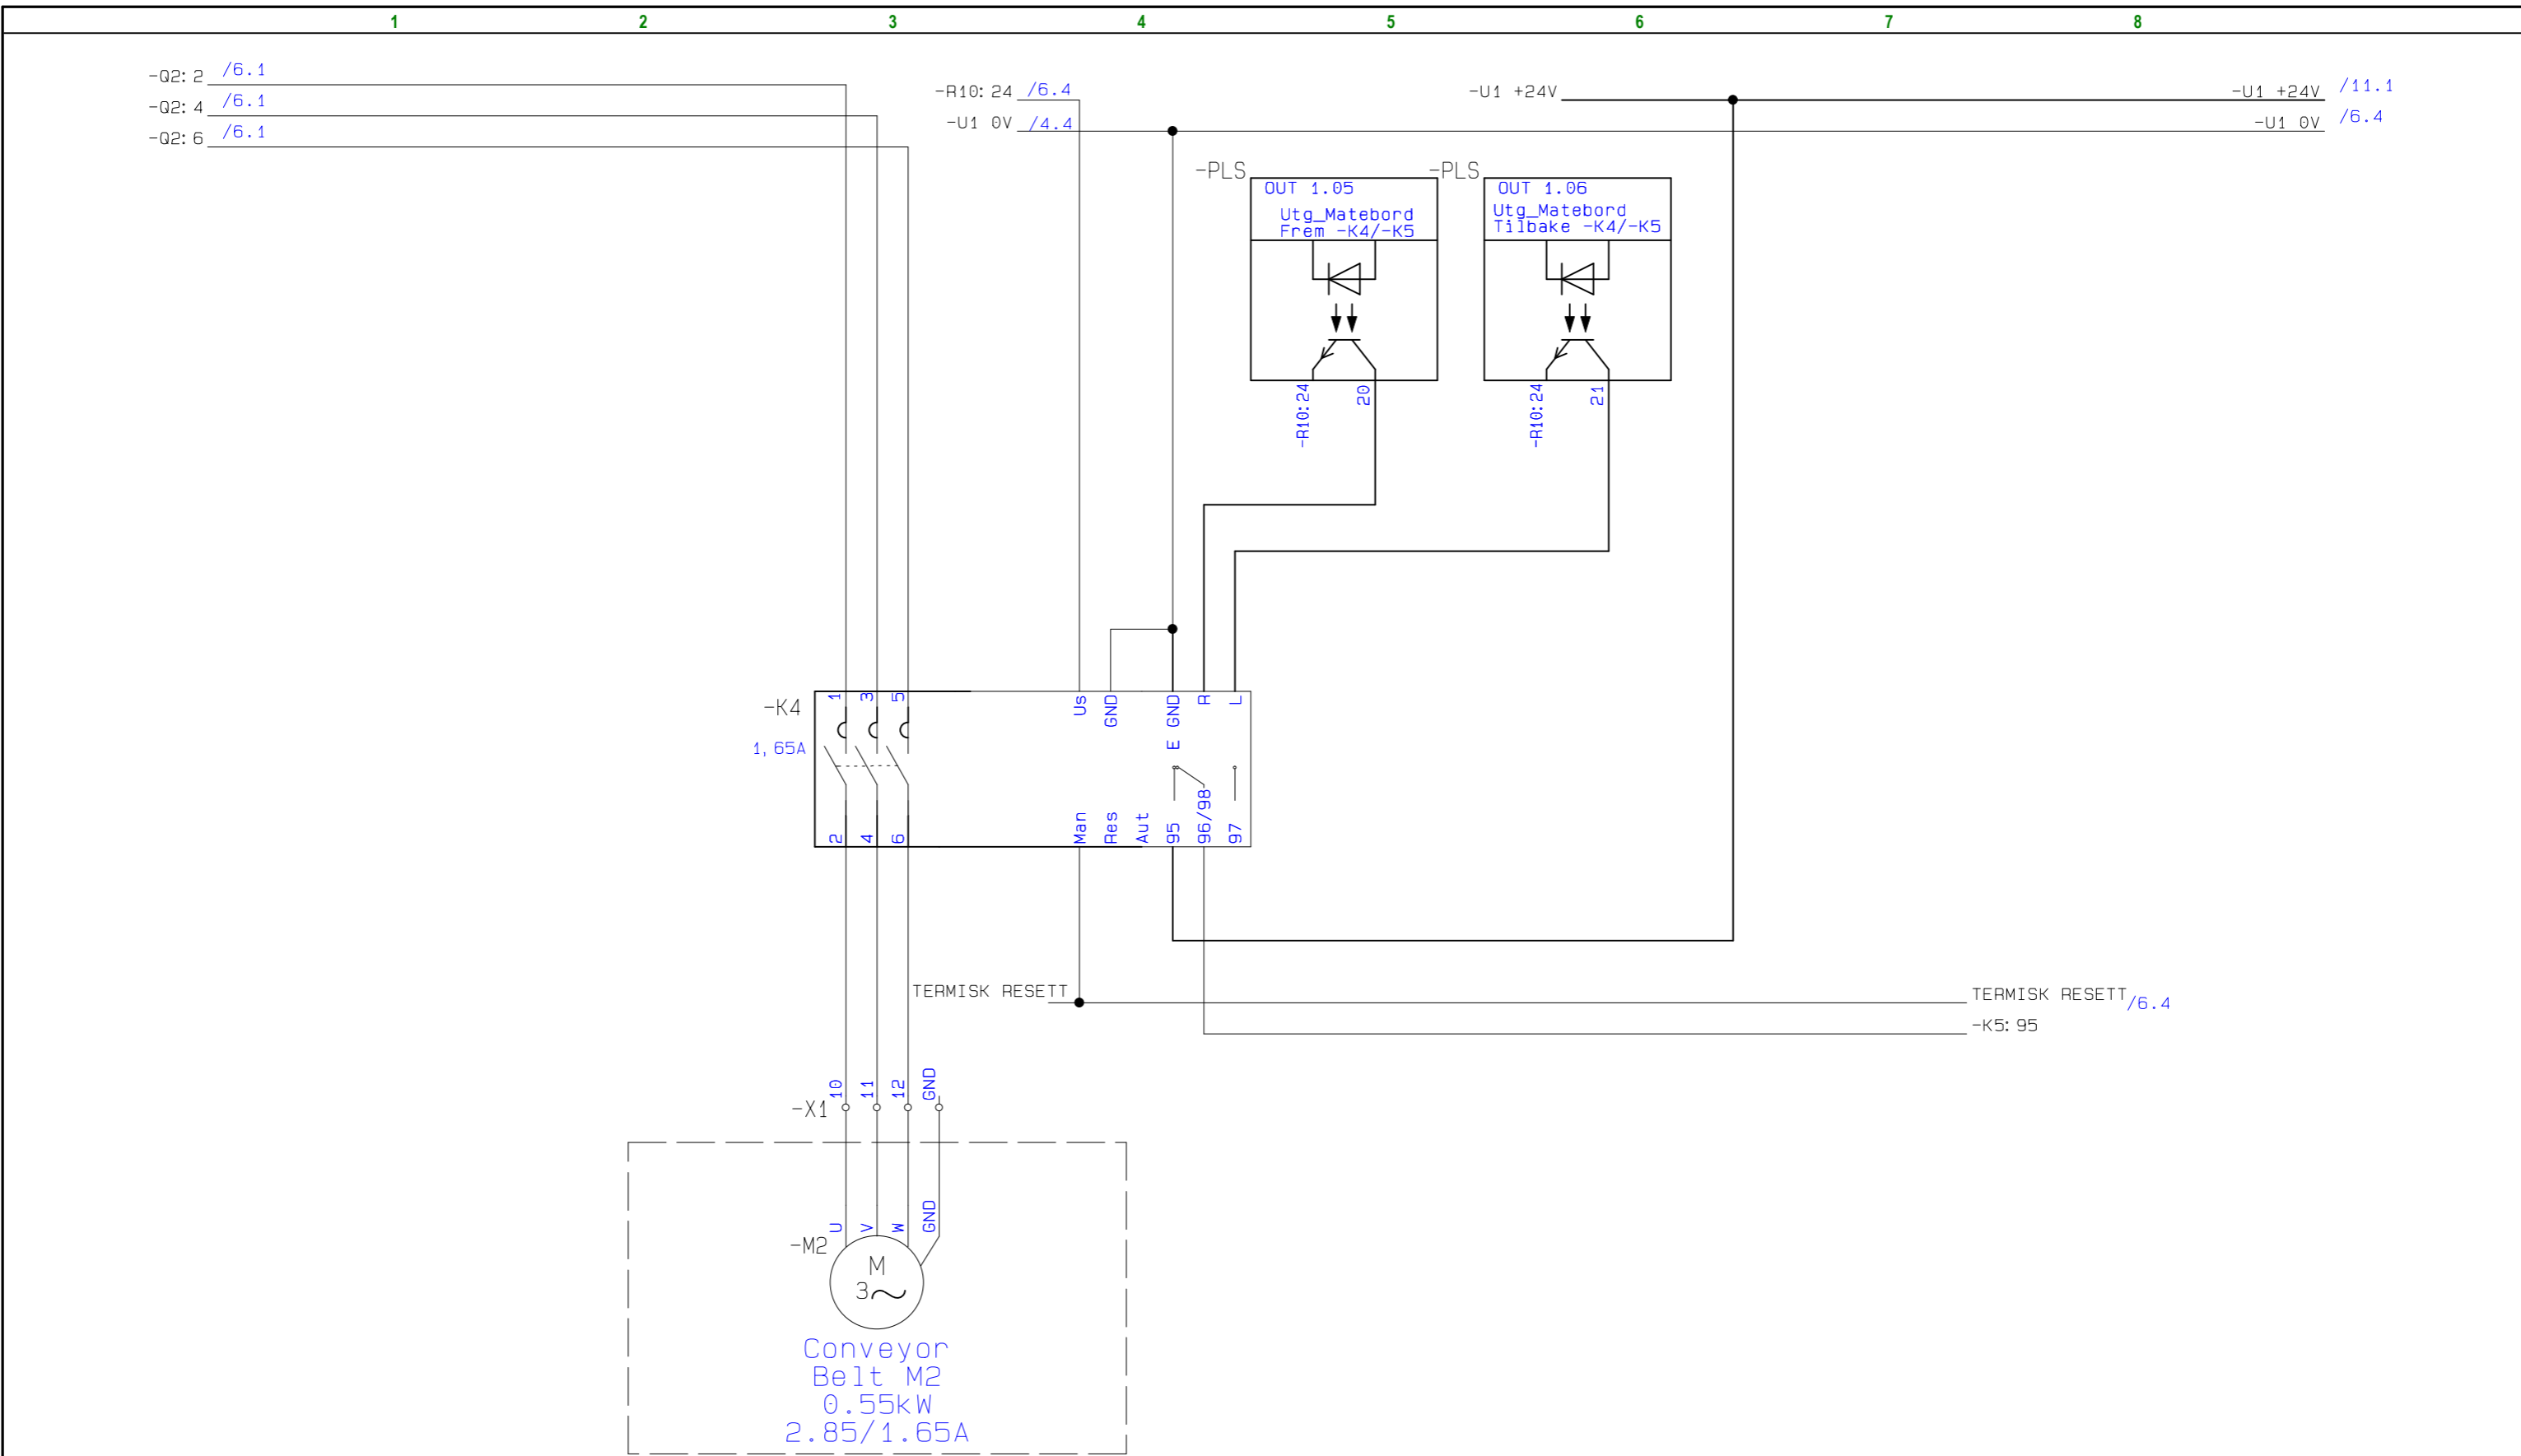 1 2 3 4 5 6 7 8
-Q2:2 /6.1
-Q2:4 /6.1
-Q2:6 /6.1
-R10:24 /6.4
-U1 0V /4.4
-U1 +24V
-U1 +24V /11.1
-U1 0V /6.4
-PLS
OUT 1.05
Utg_Matebord
Frem -K4/-K5
-R10:24
20
-PLS
OUT 1.06
Utg_Matebord
Tilbake -K4/-K5
-R10:24
21
-K4
1,65A
1 3 5
Us GND E GND R L
2 4 6
Man Res Aut 95 96/98 97
TERMISK RESETT
TERMISK RESETT /6.4
-K5:95
-X1
10 11 12 GND
-M2
U V W GND
M
3~
Conveyor
Belt M2
0.55kW
2.85/1.65A